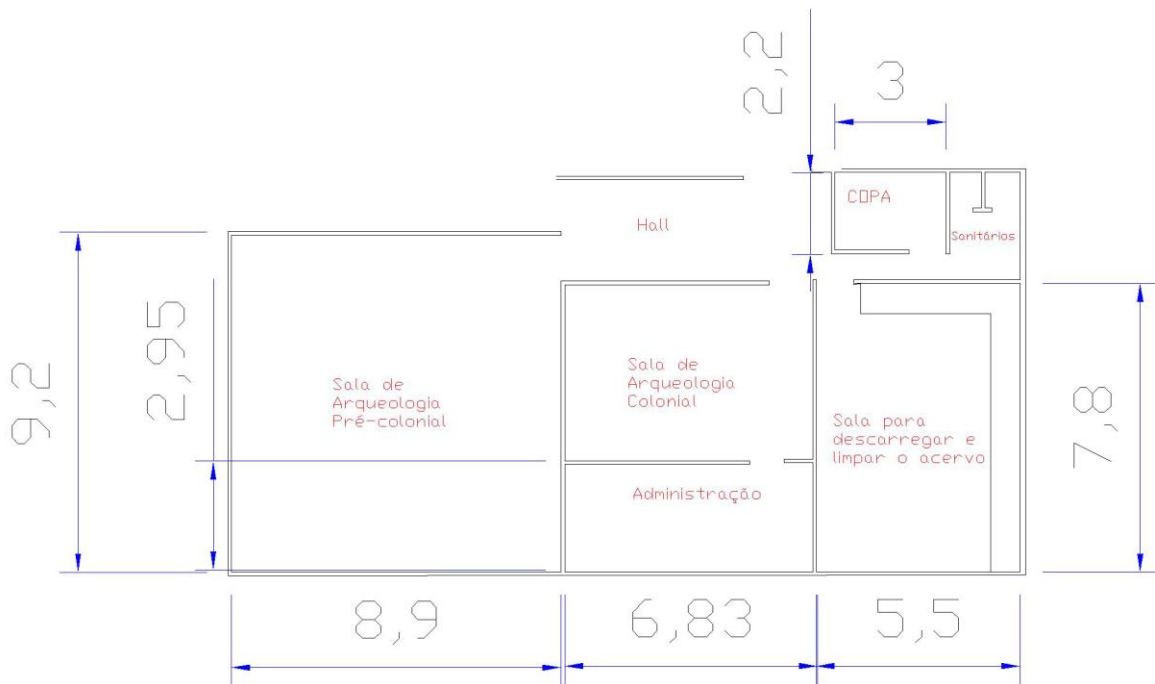 2,2
3
COPA
Sanitários
Hall
9,2
2,95
Sala de
Arqueologia
Pré-colonial
Sala de
Arqueologia
Colonial
Sala para
descarregar e
limpar o acervo
7,8
Administração
8,9
6,83
5,5